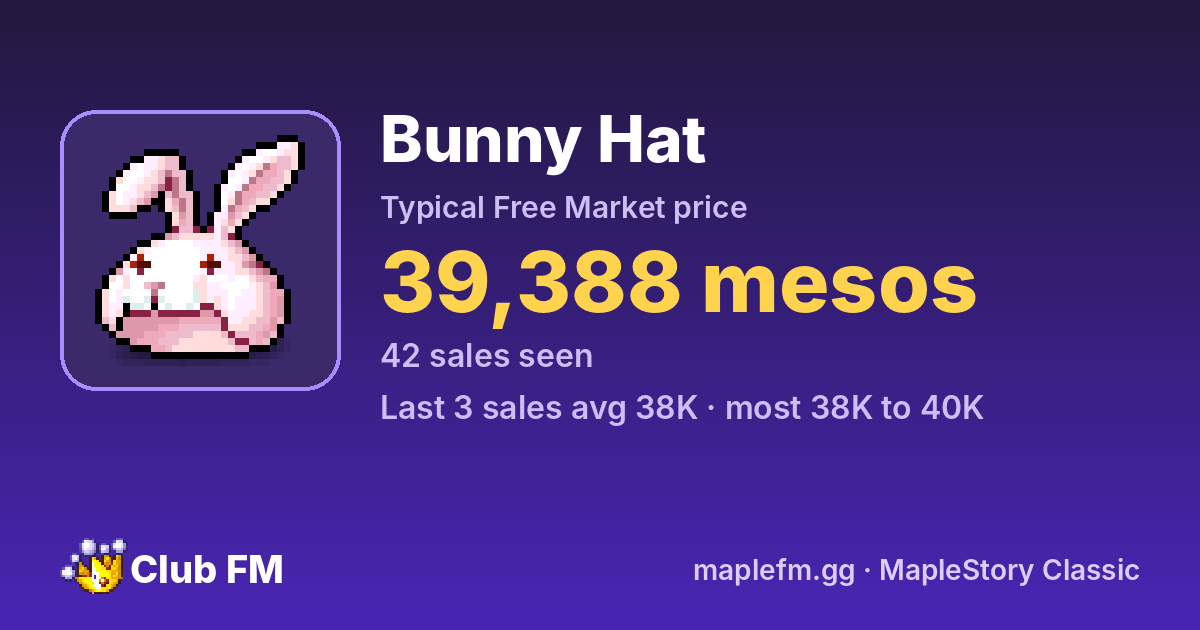 Bunny Hat
Typical Free Market price
39,388 mesos
42 sales seen
Last 3 sales avg 38K · most 38K to 40K
Club FM
maplefm.gg · MapleStory Classic